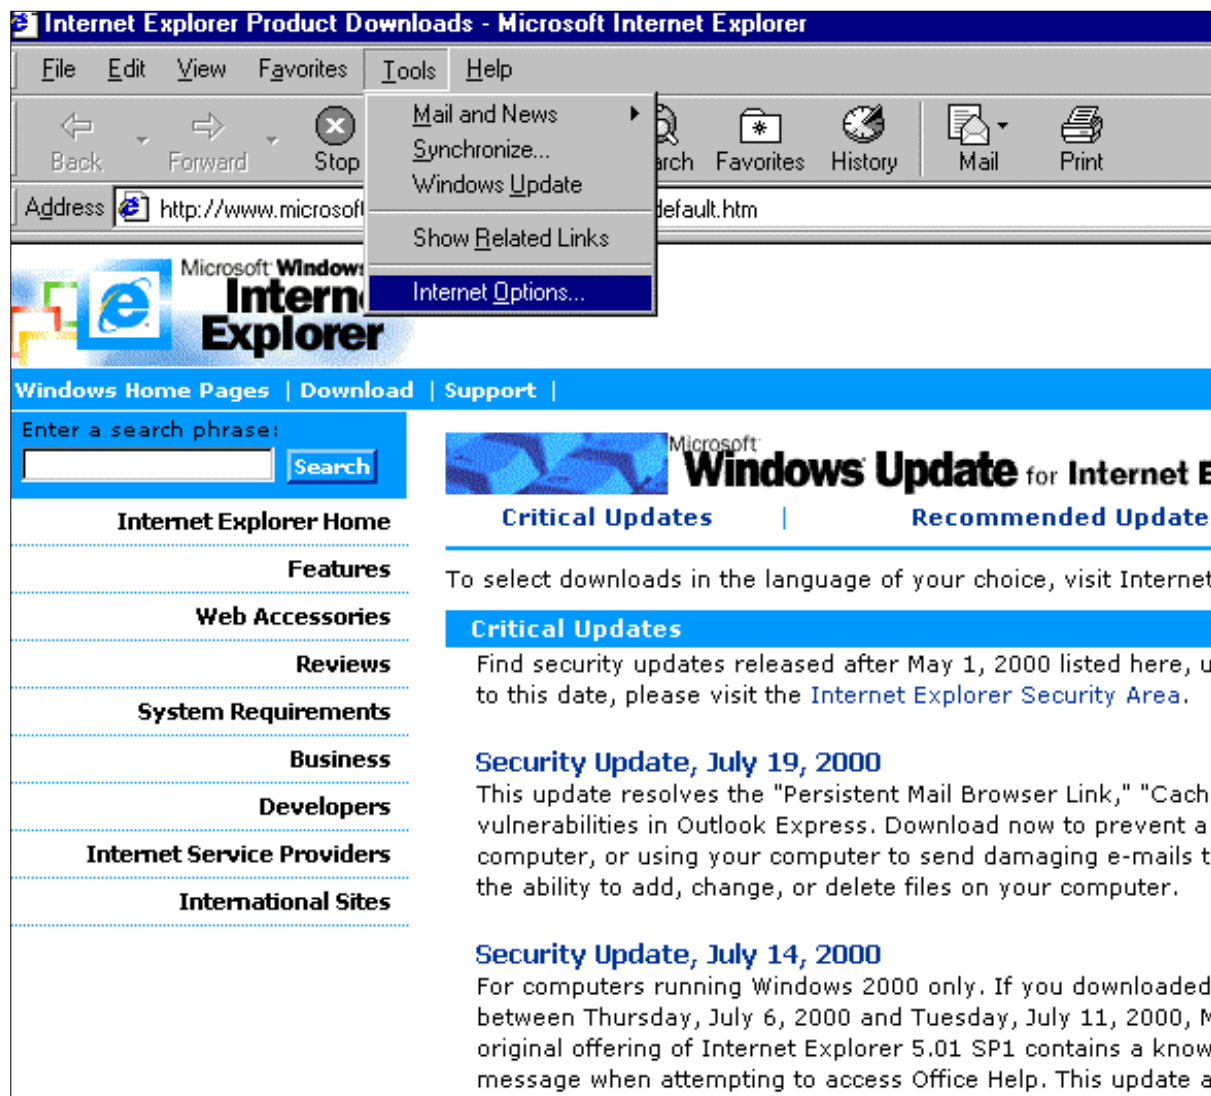 Internet Explorer Product Downloads - Microsoft Internet Explorer
File Edit View Favorites Tools Help
Mail and News
Synchronize...
Windows Update
Show Related Links
Internet Options...
Back Forward Stop rch Favorites History Mail Print
Address http://www.microsoft default.htm
Microsoft Windows
Internet
Explorer
Windows Home Pages | Download | Support |
Enter a search phrase:
Search
Internet Explorer Home
Features
Web Accessories
Reviews
System Requirements
Business
Developers
Internet Service Providers
International Sites
Microsoft
Windows Update for Internet E
Critical Updates | Recommended Update
To select downloads in the language of your choice, visit Internet
Critical Updates
Find security updates released after May 1, 2000 listed here, u
to this date, please visit the Internet Explorer Security Area.
Security Update, July 19, 2000
This update resolves the "Persistent Mail Browser Link," "Cach
vulnerabilities in Outlook Express. Download now to prevent a
computer, or using your computer to send damaging e-mails t
the ability to add, change, or delete files on your computer.
Security Update, July 14, 2000
For computers running Windows 2000 only. If you downloaded
between Thursday, July 6, 2000 and Tuesday, July 11, 2000, M
original offering of Internet Explorer 5.01 SP1 contains a know
message when attempting to access Office Help. This update a